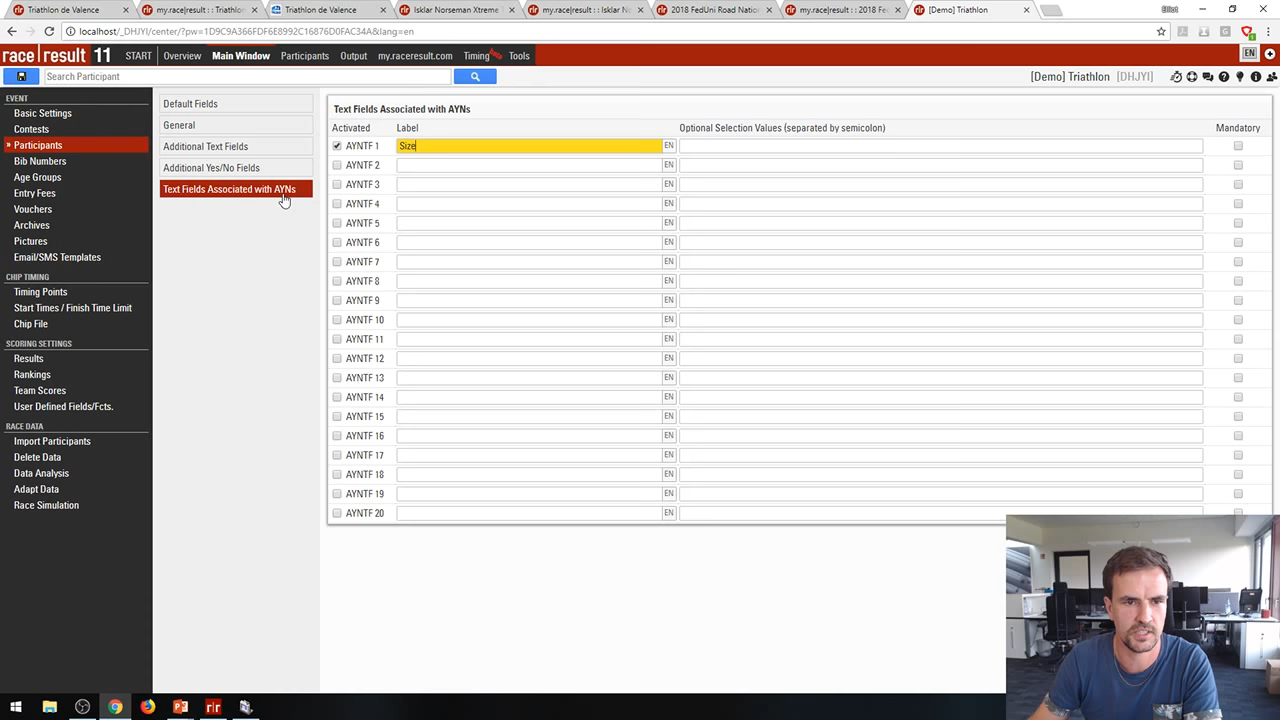 Triathlon de Valence
my.race|result : : Triathlon
Triathlon de Valence
Isklar Norseman Xtreme T
my.race|result : : Isklar N
2018 FedUni Road Nation
my.race|result : : 2018 Fed
[Demo] Triathlon
Elliot
localhost/_DHJYI/center/?pw=1D9C9A366FDF6E8992C16876D0FAC34A&lang=en
race result 11
START
Overview
Main Window
Participants
Output
my.raceresult.com
Timing
Tools
EN
Search Participant
[Demo] Triathlon [DHJYI]
EVENT
Basic Settings
Contests
» Participants
Bib Numbers
Age Groups
Entry Fees
Vouchers
Archives
Pictures
Email/SMS Templates
CHIP TIMING
Timing Points
Start Times / Finish Time Limit
Chip File
SCORING SETTINGS
Results
Rankings
Team Scores
User Defined Fields/Fcts.
RACE DATA
Import Participants
Delete Data
Data Analysis
Adapt Data
Race Simulation
Default Fields
General
Additional Text Fields
Additional Yes/No Fields
Text Fields Associated with AYNs
Text Fields Associated with AYNs
Activated Label Optional Selection Values (separated by semicolon) Mandatory
AYNTF 1 Size EN
AYNTF 2 EN
AYNTF 3 EN
AYNTF 4 EN
AYNTF 5 EN
AYNTF 6 EN
AYNTF 7 EN
AYNTF 8 EN
AYNTF 9 EN
AYNTF 10 EN
AYNTF 11 EN
AYNTF 12 EN
AYNTF 13 EN
AYNTF 14 EN
AYNTF 15 EN
AYNTF 16 EN
AYNTF 17 EN
AYNTF 18 EN
AYNTF 19 EN
AYNTF 20 EN